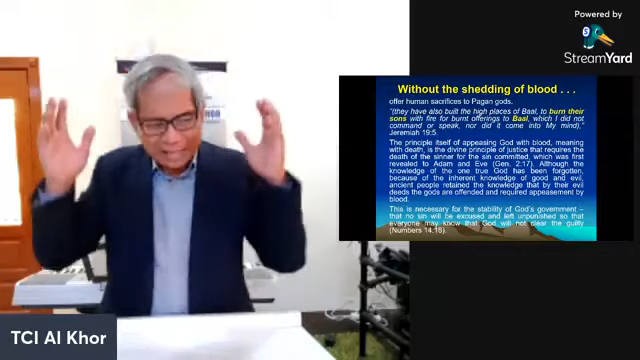 Powered by
StreamYard
Without the shedding of blood . . .
offer human sacrifices to Pagan gods.
"(they have also built the high places of Baal, to burn their
sons with fire for burnt offerings to Baal, which I did not
command or speak, nor did it come into My mind),"
Jeremiah 19:5.
The principle itself of appeasing God with blood, meaning
with death, is the divine principle of justice that requires the
death of the sinner for the sin committed, which was first
revealed to Adam and Eve (Gen. 2:17). Although the
knowledge of the one true God has been forgotten,
because of the inherent knowledge of good and evil,
ancient people retained the knowledge that by their evil
deeds the gods are offended and required appeasement by
blood.
This is necessary for the stability of God's government –
that no sin will be excused and left unpunished so that
everyone may know that God will not clear the guilty
(Numbers 14:18).
TCI Al Khor